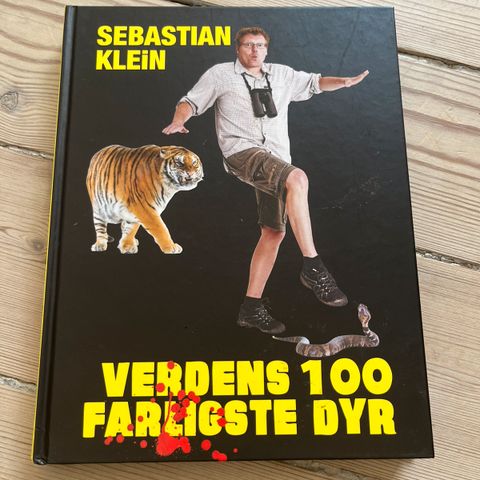 SEBASTIAN
KLEiN
VERDENS 100
FARLIGSTE DYR